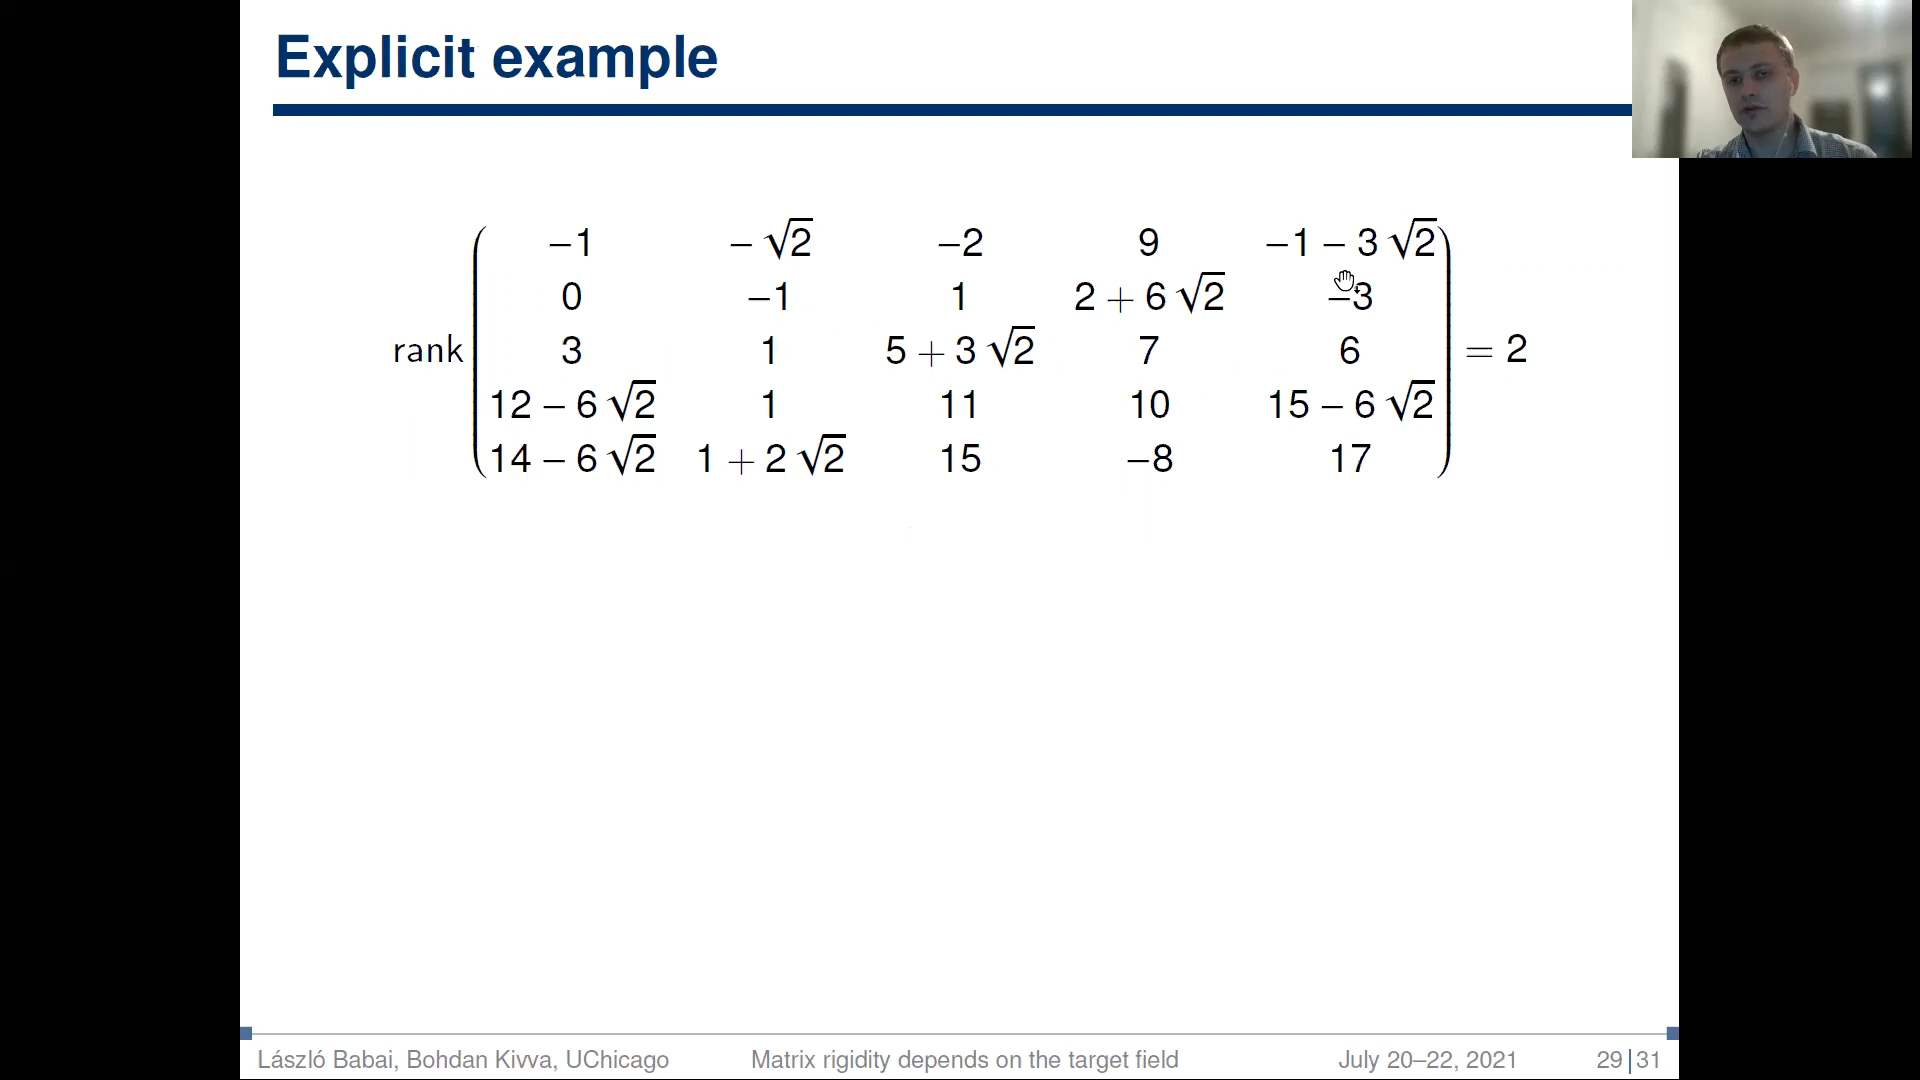 Explicit example
−1 −√2 −2 9 −1 − 3√2
0 −1 1 2 + 6√2 −3
rank 3 1 5 + 3√2 7 6 = 2
12 − 6√2 1 11 10 15 − 6√2
14 − 6√2 1 + 2√2 15 −8 17
László Babai, Bohdan Kivva, UChicago Matrix rigidity depends on the target field July 20–22, 2021 29|31